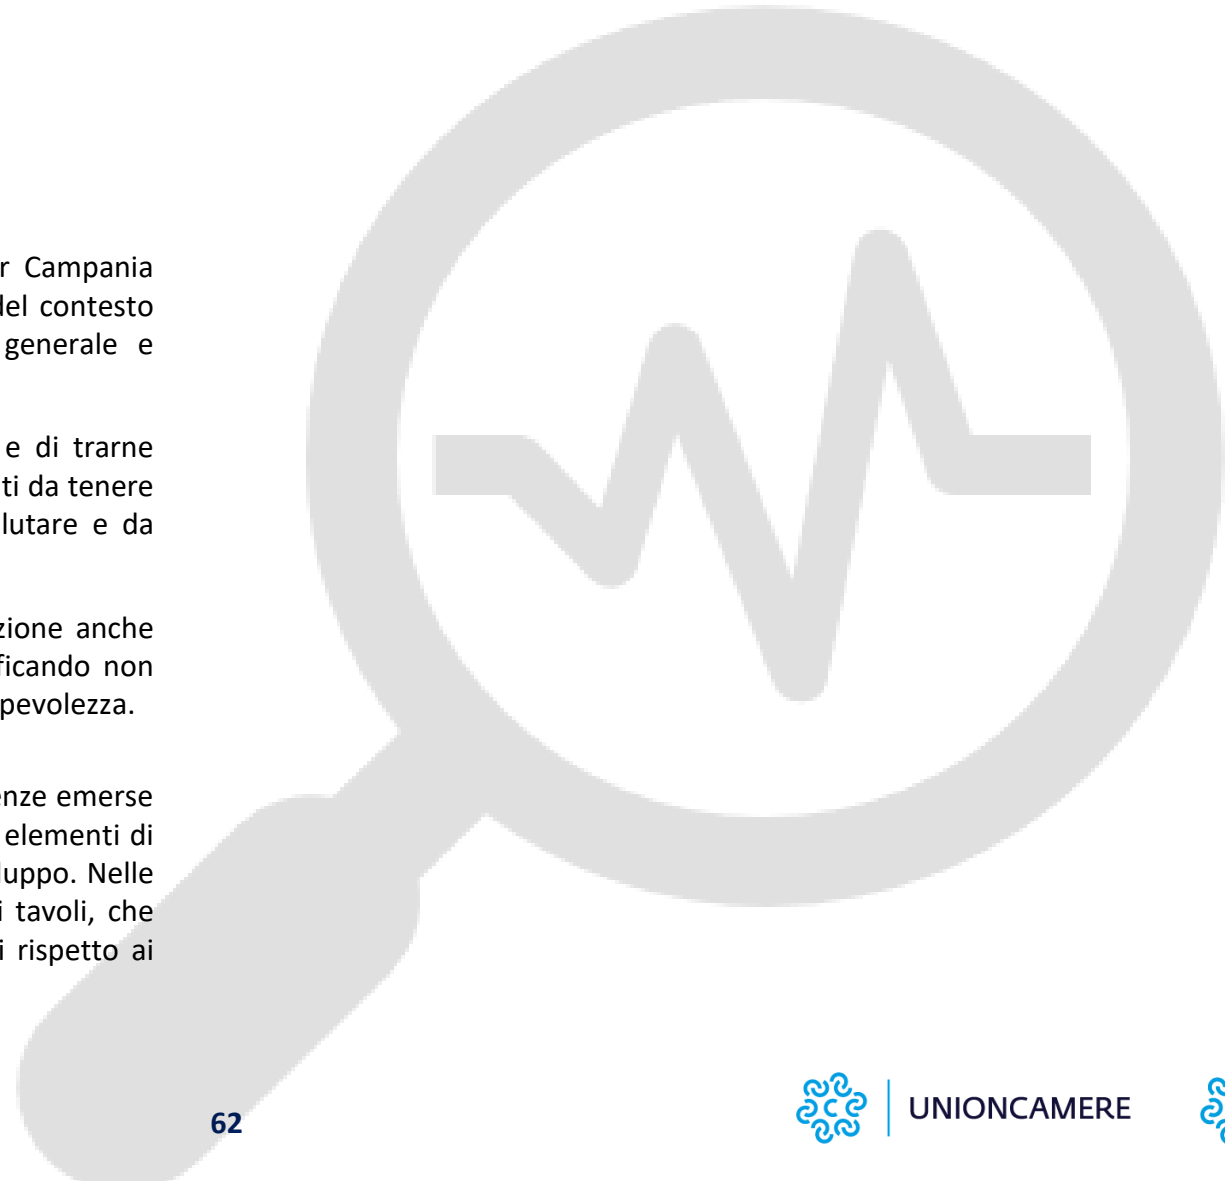 r Campania
del contesto
generale e
e di trarne
ti da tenere
lutare e da
zione anche
ficando non
pevolezza.
enze emerse
elementi di
luppo. Nelle
i tavoli, che
i rispetto ai
62
UNIONCAMERE